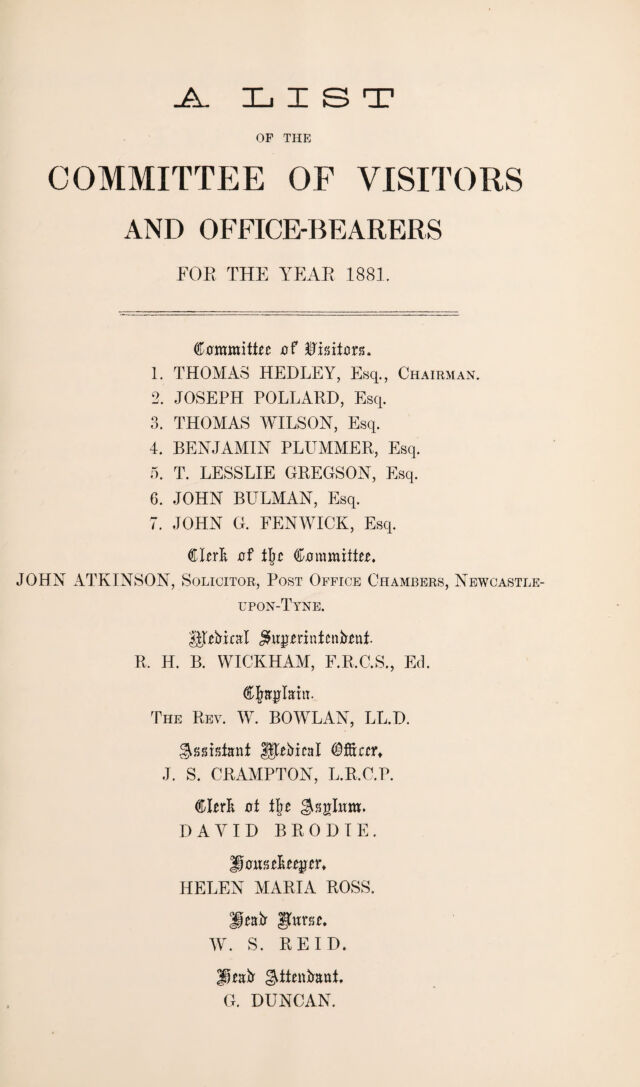 A LIST
OF THE
COMMITTEE OF VISITORS
AND OFFICE-BEARERS
FOR THE YEAR 1881.
Committee of Visitors.
1. THOMAS HEDLEY, Esq., CHAIRMAN.
2. JOSEPH POLLARD, Esq.
3. THOMAS WILSON, Esq.
4. BENJAMIN PLUMMER, Esq.
5. T. LESSLIE GREGSON, Esq.
6. JOHN BULMAN, Esq.
7. JOHN G. FENWICK, Esq.
Clerk of the Committee.
JOHN ATKINSON, SOLICITOR, POST OFFICE CHAMBERS, NEWCASTLE-
UPON-TYNE.
Medical Superintendent.
R. H. B. WICKHAM, F.R.C.S., Ed.
Chaplain.
THE REV. W. BOWLAN, LL.D.
Assistant Medical Officer.
J. S. CRAMPTON, L.R.C.P.
Clerk ot the Asylum.
DAVID BRODIE.
Housekeeper.
HELEN MARIA ROSS.
Head Nurse.
W. S. REID.
Head Attendant.
G. DUNCAN.